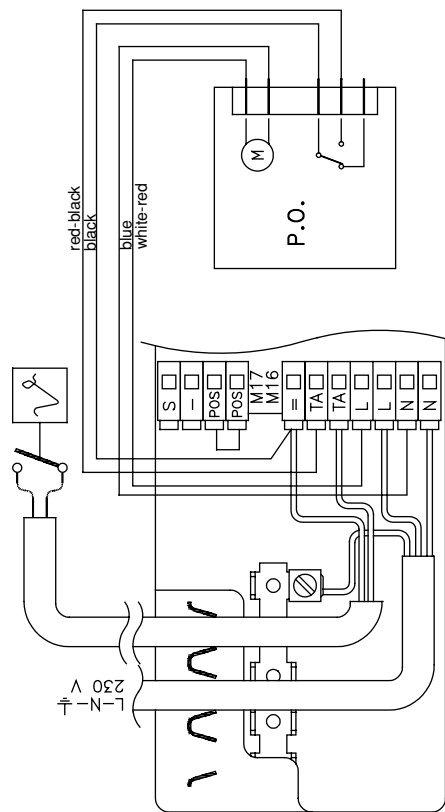 red-black
black
blue
white-red
M
P.O.
S
–
POS
POS
M17
M16
=
TA
TA
L
L
N
N
L–N–⏚
230 V